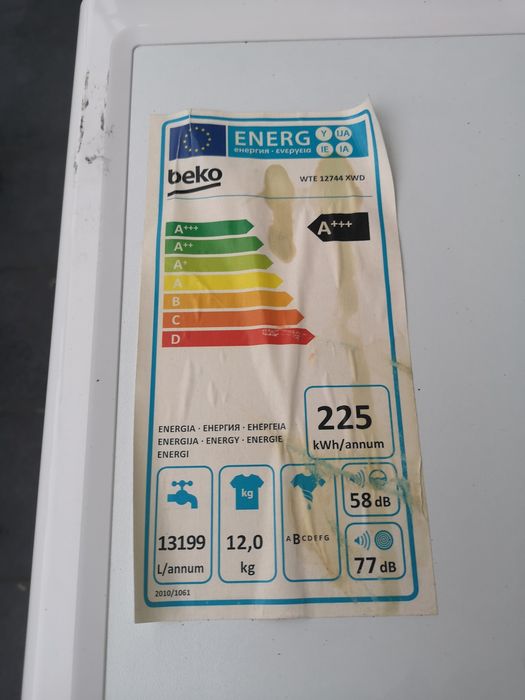 ENERG Y IJA IE IA
енергия · ενεργεια
beko
WTE 12744 XWD
A+++
A++
A+
A
B
C
D
A+++
225
kWh/annum
ENERGIA · ЕНЕРГИЯ · ΕΝΕΡΓΕΙΑ
ENERGIJA · ENERGY · ENERGIE
ENERGI
13199
L/annum
kg
12,0
kg
ABCDEFG
58 dB
77 dB
2010/1061